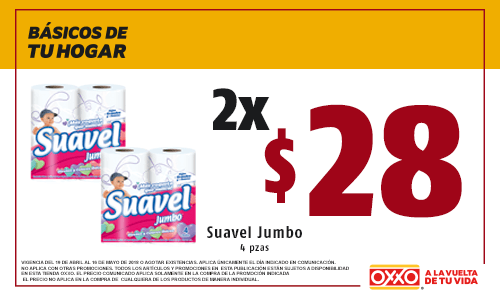 BÁSICOS DE
TU HOGAR
Suavel
Jumbo
Suavel
Jumbo
4
2x
$28
Suavel Jumbo
4 pzas
VIGENCIA DEL 19 DE ABRIL AL 16 DE MAYO DE 2018 O AGOTAR EXISTENCIAS. APLICA ÚNICAMENTE EL DÍA INDICADO EN COMUNICACIÓN.
NO APLICA CON OTRAS PROMOCIONES. TODOS LOS ARTÍCULOS Y PROMOCIONES EN ESTA PUBLICACIÓN ESTÁN SUJETOS A DISPONIBILIDAD
EN ESTA TIENDA OXXO. EL PRECIO COMUNICADO APLICA SOLAMENTE EN LA COMPRA DE LA PROMOCIÓN INDICADA
EL PRECIO NO APLICA EN LA COMPRA DE CUALQUIERA DE LOS PRODUCTOS DE MANERA INDIVIDUAL.
OXXO
A LA VUELTA
DE TU VIDA